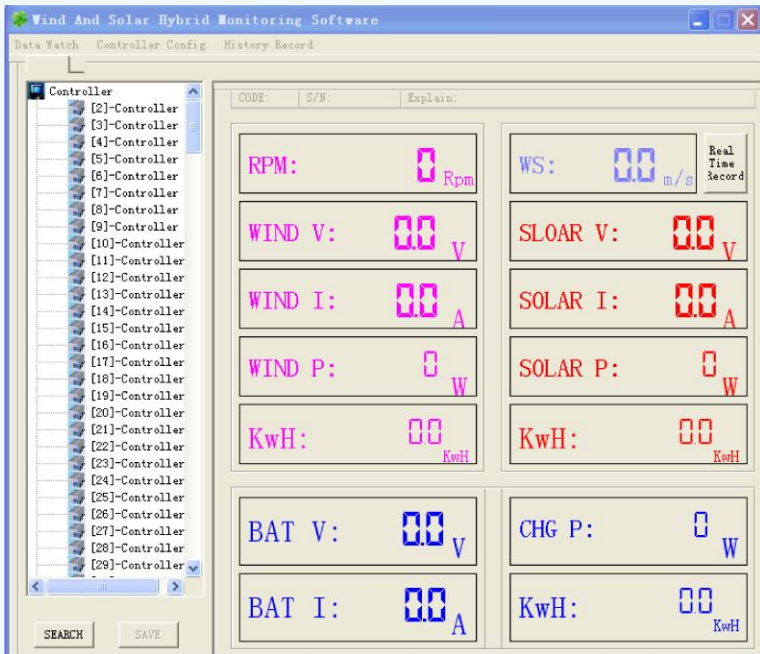 Wind And Solar Hybrid Monitoring Software
Data Watch Controller Config History Record
Controller
[2]-Controller
[3]-Controller
[4]-Controller
[5]-Controller
[6]-Controller
[7]-Controller
[8]-Controller
[9]-Controller
[10]-Controller
[11]-Controller
[12]-Controller
[13]-Controller
[14]-Controller
[15]-Controller
[16]-Controller
[17]-Controller
[18]-Controller
[19]-Controller
[20]-Controller
[21]-Controller
[22]-Controller
[23]-Controller
[24]-Controller
[25]-Controller
[26]-Controller
[27]-Controller
[28]-Controller
[29]-Controller
SEARCH SAVE
CODE: S/N: Explain:
RPM: 0 Rpm
WIND V: 0.0 V
WIND I: 0.0 A
WIND P: 0 W
KwH: 0.0 KwH
WS: 0.0 m/s
Real
Time
Record
SLOAR V: 0.0 V
SOLAR I: 0.0 A
SOLAR P: 0 W
KwH: 0.0 KwH
BAT V: 0.0 V
BAT I: 0.0 A
CHG P: 0 W
KwH: 0.0 KwH